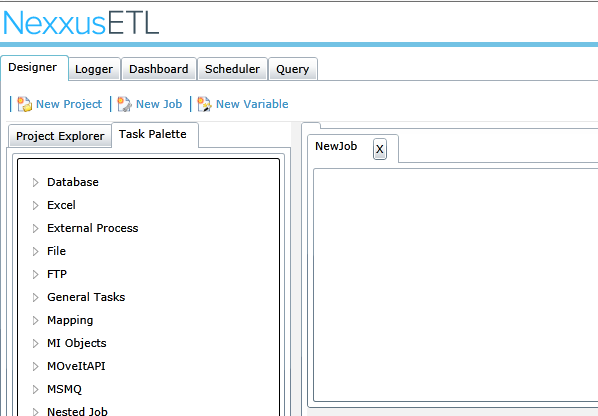 NexxusETL
Designer Logger Dashboard Scheduler Query
New Project New Job New Variable
Project Explorer Task Palette
NewJob X
Database
Excel
External Process
File
FTP
General Tasks
Mapping
MI Objects
MOveItAPI
MSMQ
Nested Job